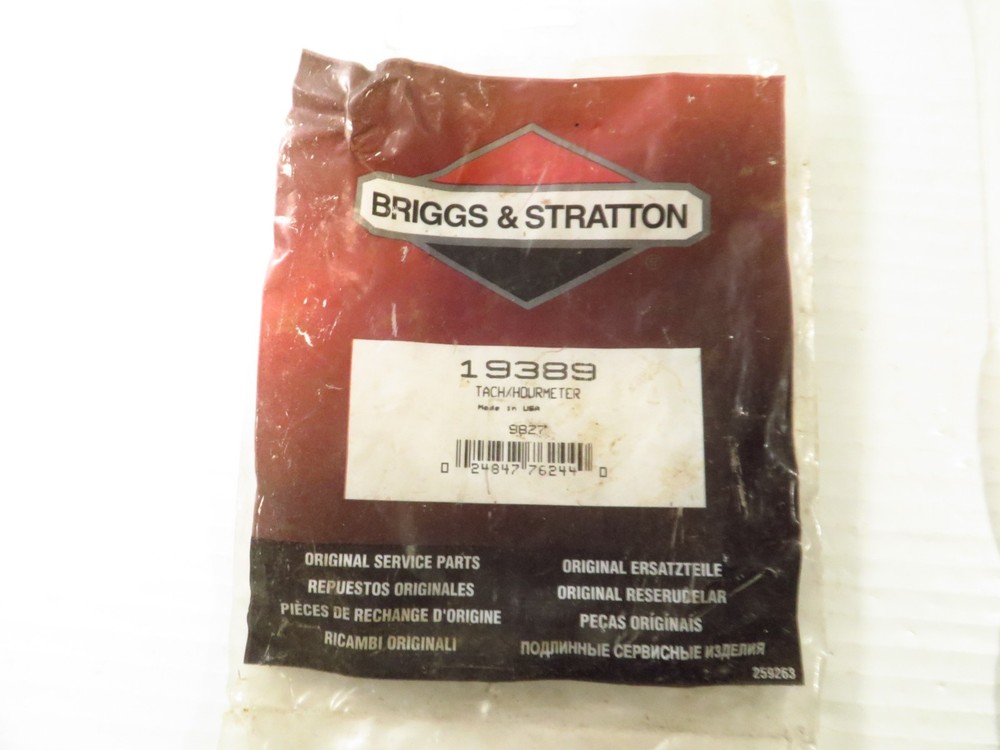 BRIGGS & STRATTON
®
19389
TACH/HOURMETER
Made in USA
9827
0 24847 76244 0
ORIGINAL SERVICE PARTS
REPUESTOS ORIGINALES
PIÈCES DE RECHANGE D'ORIGINE
RICAMBI ORIGINALI
ORIGINAL ERSATZTEILE
ORIGINAL RESERVDELAR
PEÇAS ORIGINAIS
ПОДЛИННЫЕ СЕРВИСНЫЕ ИЗДЕЛИЯ
259263